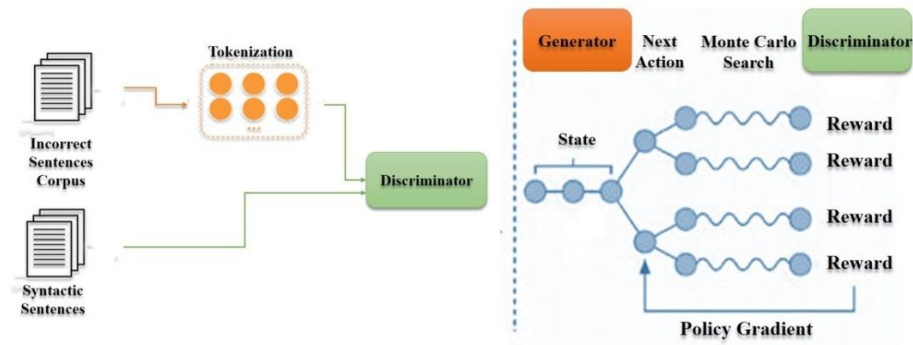 Tokenization
...
Incorrect
Sentences
Corpus
Discriminator
Syntactic
Sentences
Generator
Next
Action
Monte Carlo
Search
Discriminator
State
Reward
Reward
Reward
Reward
Policy Gradient